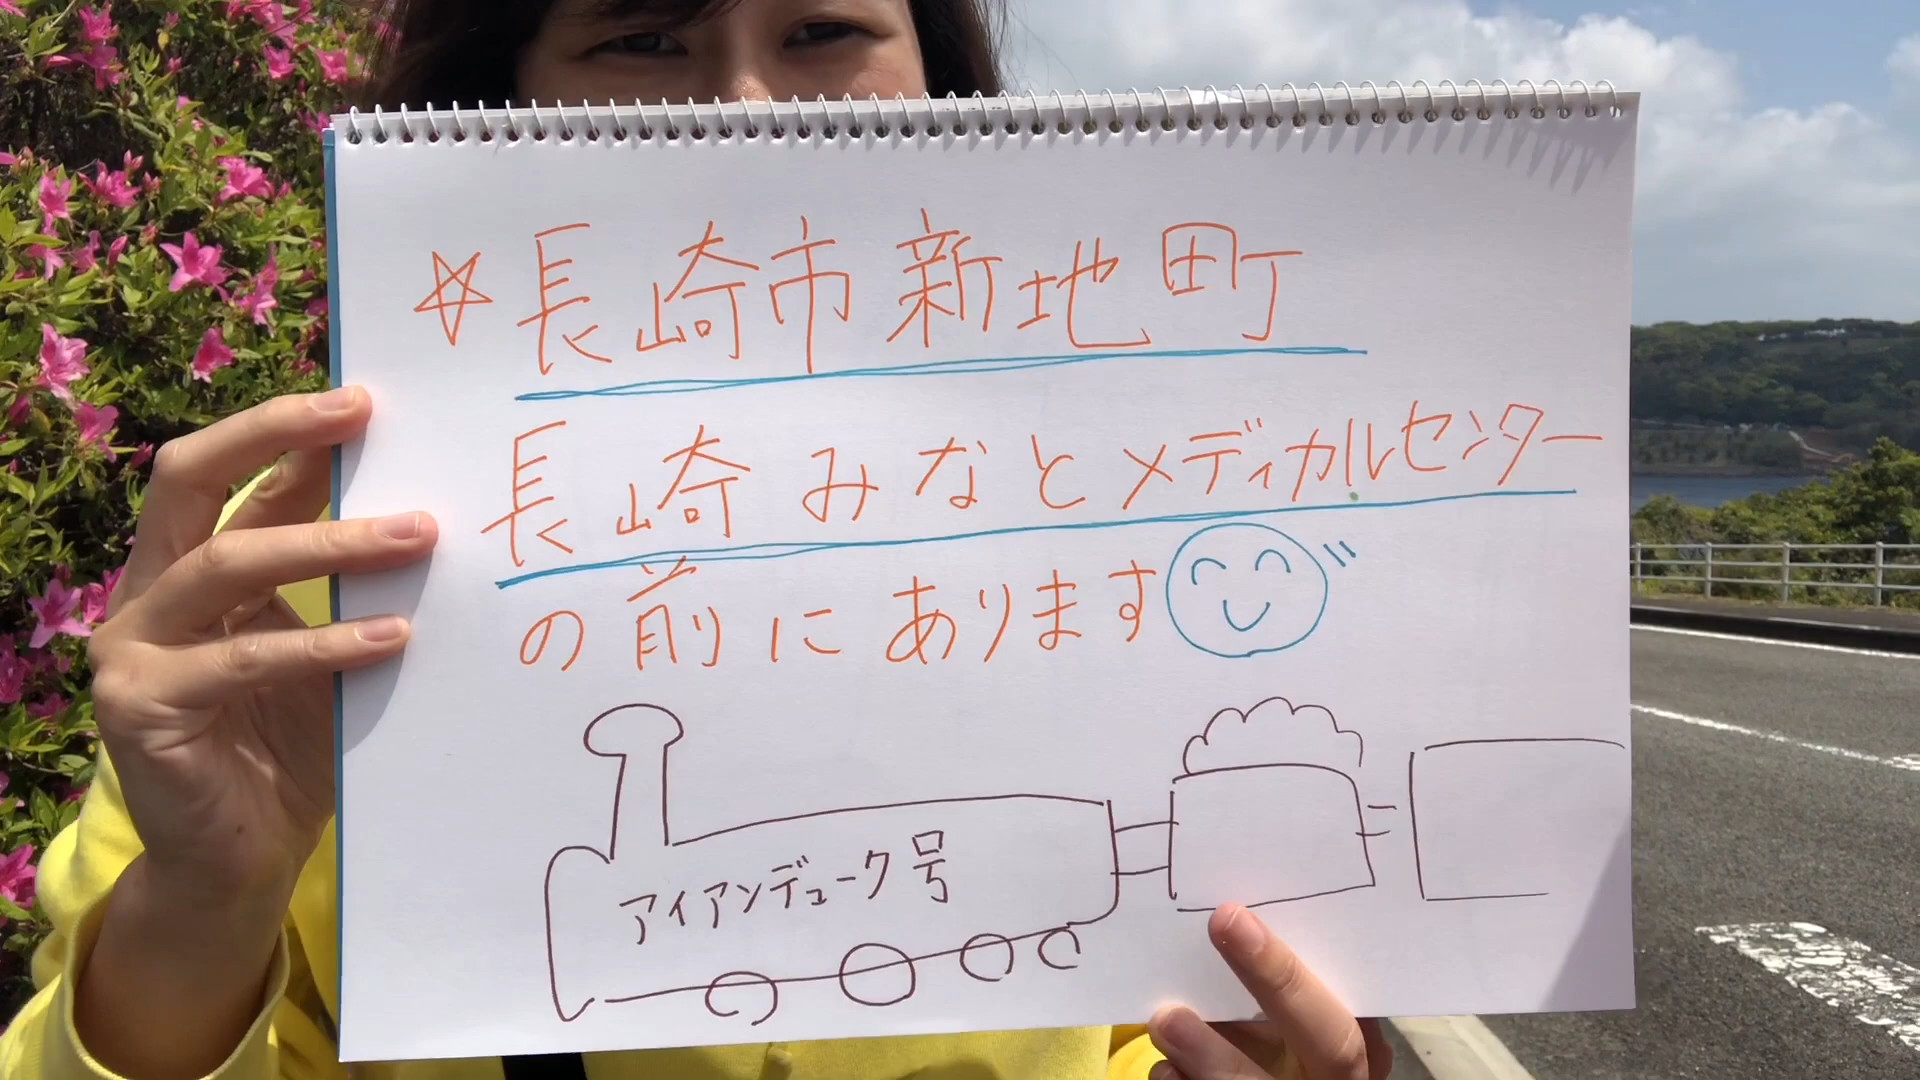 ☆長崎市新地町
長崎みなとメディカルセンター
の前にあります
アイアンデューク号